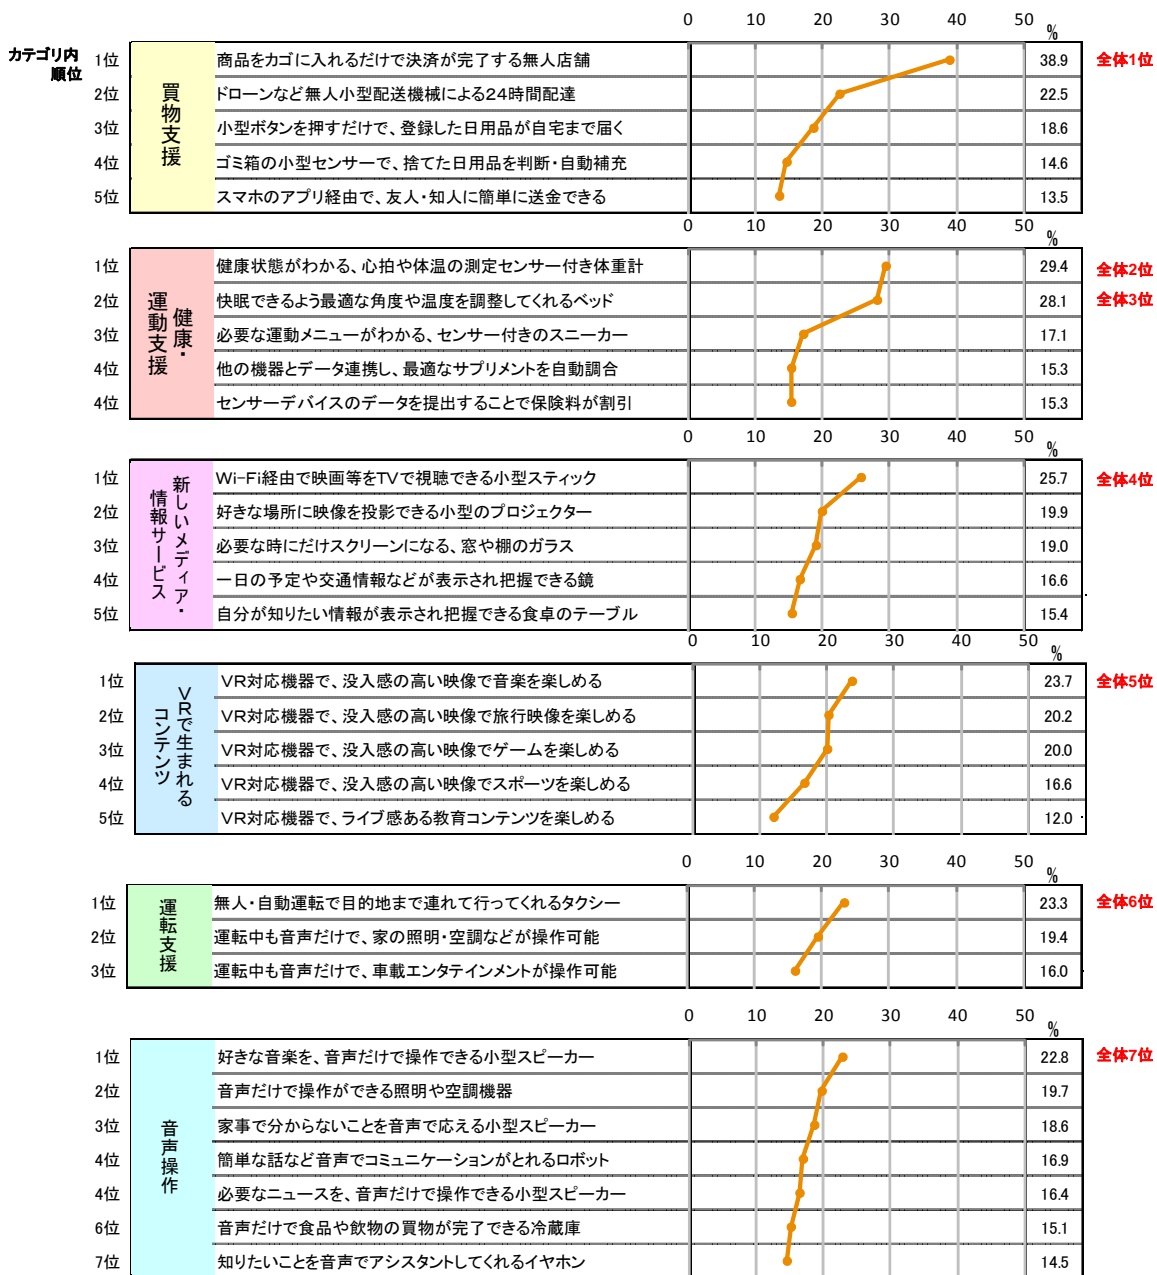 0 10 20 30 40 50
%
カテゴリ内
順位
買物支援
1位 商品をカゴに入れるだけで決済が完了する無人店舗 38.9 全体1位
2位 ドローンなど無人小型配送機械による24時間配達 22.5
3位 小型ボタンを押すだけで、登録した日用品が自宅まで届く 18.6
4位 ゴミ箱の小型センサーで、捨てた日用品を判断・自動補充 14.6
5位 スマホのアプリ経由で、友人・知人に簡単に送金できる 13.5
0 10 20 30 40 50
%
健康・
運動支援
1位 健康状態がわかる、心拍や体温の測定センサー付き体重計 29.4 全体2位
2位 快眠できるよう最適な角度や温度を調整してくれるベッド 28.1 全体3位
3位 必要な運動メニューがわかる、センサー付きのスニーカー 17.1
4位 他の機器とデータ連携し、最適なサプリメントを自動調合 15.3
4位 センサーデバイスのデータを提出することで保険料が割引 15.3
0 10 20 30 40 50
%
新しいメディア・
情報サービス
1位 Wi-Fi経由で映画等をTVで視聴できる小型スティック 25.7 全体4位
2位 好きな場所に映像を投影できる小型のプロジェクター 19.9
3位 必要な時にだけスクリーンになる、窓や棚のガラス 19.0
4位 一日の予定や交通情報などが表示され把握できる鏡 16.6
5位 自分が知りたい情報が表示され把握できる食卓のテーブル 15.4
0 10 20 30 40 50
%
VRで生まれる
コンテンツ
1位 VR対応機器で、没入感の高い映像で音楽を楽しめる 23.7 全体5位
2位 VR対応機器で、没入感の高い映像で旅行映像を楽しめる 20.2
3位 VR対応機器で、没入感の高い映像でゲームを楽しめる 20.0
4位 VR対応機器で、没入感の高い映像でスポーツを楽しめる 16.6
5位 VR対応機器で、ライブ感ある教育コンテンツを楽しめる 12.0
0 10 20 30 40 50
%
運転支援
1位 無人・自動運転で目的地まで連れて行ってくれるタクシー 23.3 全体6位
2位 運転中も音声だけで、家の照明・空調などが操作可能 19.4
3位 運転中も音声だけで、車載エンタテインメントが操作可能 16.0
0 10 20 30 40 50
%
音声操作
1位 好きな音楽を、音声だけで操作できる小型スピーカー 22.8 全体7位
2位 音声だけで操作ができる照明や空調機器 19.7
3位 家事で分からないことを音声で応える小型スピーカー 18.6
4位 簡単な話など音声でコミュニケーションがとれるロボット 16.9
4位 必要なニュースを、音声だけで操作できる小型スピーカー 16.4
6位 音声だけで食品や飲物の買物が完了できる冷蔵庫 15.1
7位 知りたいことを音声でアシスタントしてくれるイヤホン 14.5